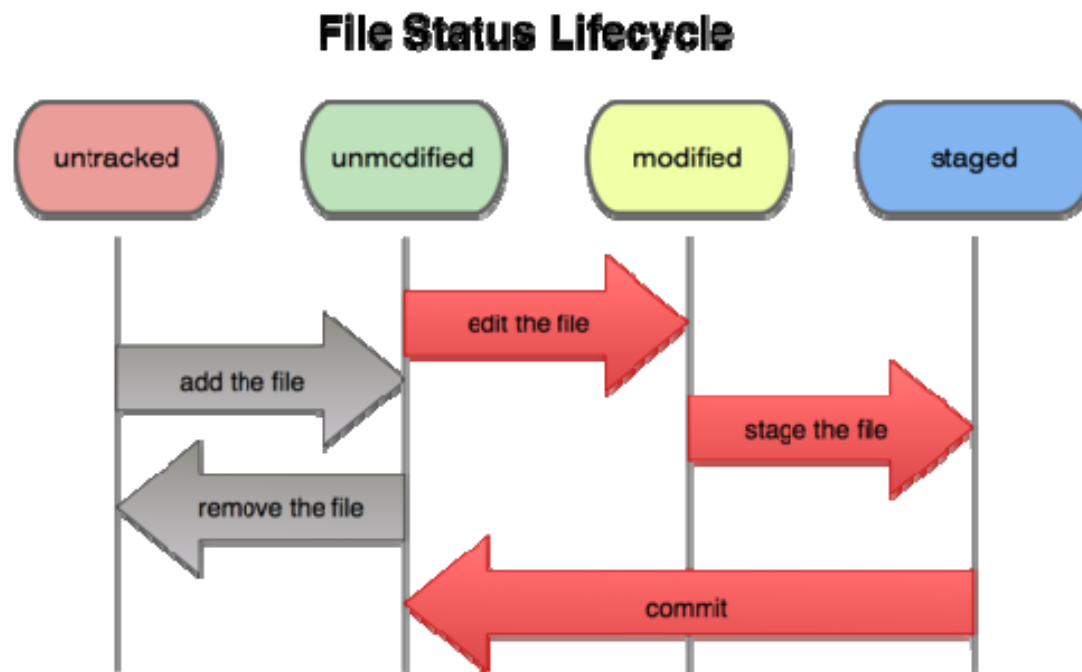 File Status Lifecycle
untracked
unmodified
modified
staged
edit the file
add the file
stage the file
remove the file
commit